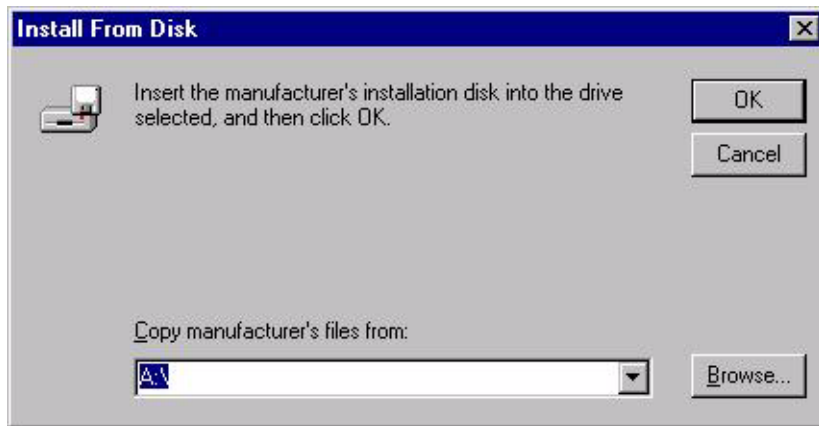 Install From Disk
Insert the manufacturer's installation disk into the drive
selected, and then click OK.
OK
Cancel
Copy manufacturer's files from:
A:\
Browse...